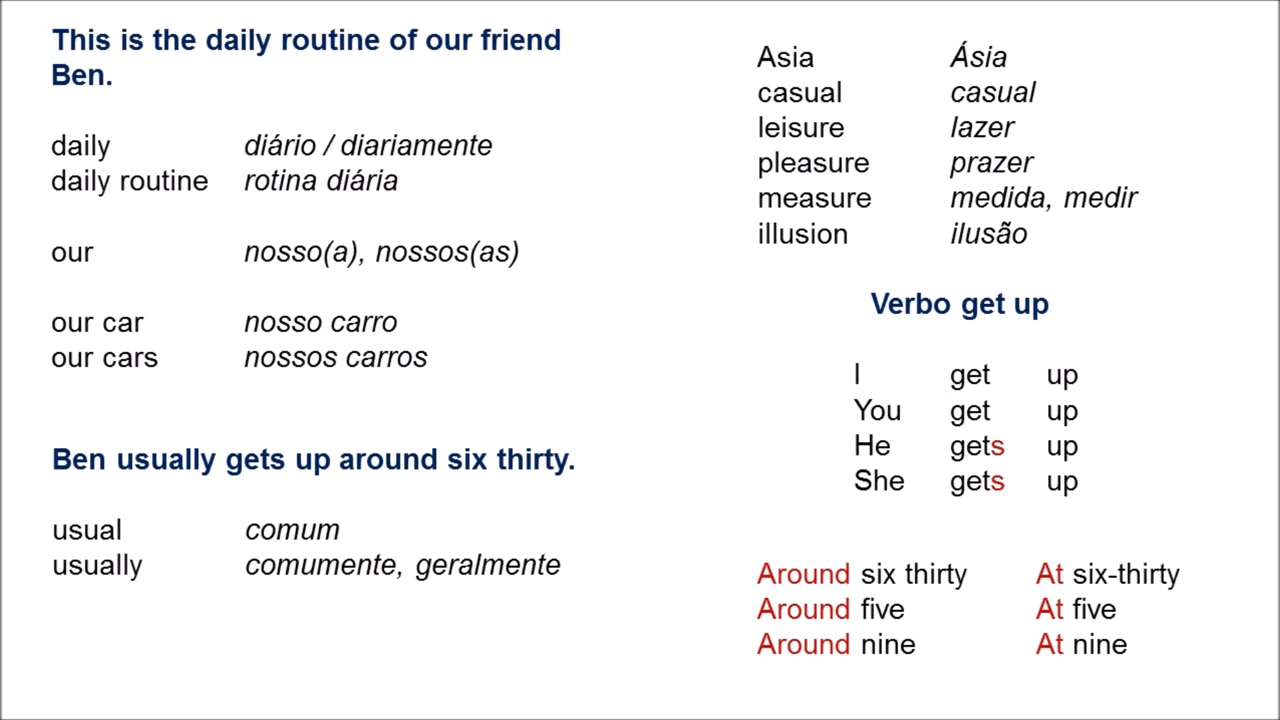 This is the daily routine of our friend
Ben.
daily diário / diariamente
daily routine rotina diária
our nosso(a), nossos(as)
our car nosso carro
our cars nossos carros
Ben usually gets up around six thirty.
usual comum
usually comumente, geralmente
Asia Ásia
casual casual
leisure lazer
pleasure prazer
measure medida, medir
illusion ilusão
Verbo get up
I get up
You get up
He gets up
She gets up
Around six thirty At six-thirty
Around five At five
Around nine At nine